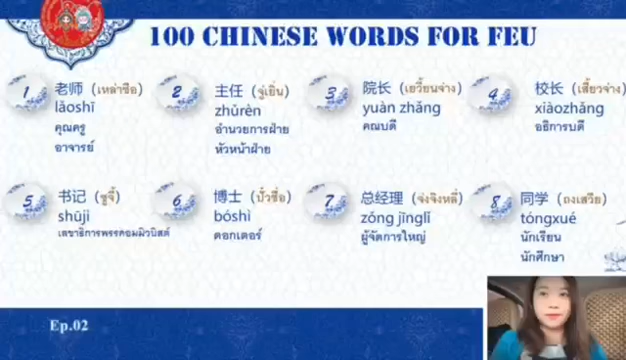 100 CHINESE WORDS FOR FEU
1 老师 (เหล่าซือ)
lǎoshī
คุณครู
อาจารย์
2 主任 (จู่เยิ่น)
zhǔrèn
อำนวยการฝ่าย
หัวหน้าฝ่าย
3 院长 (เยวี้ยนจ่าง)
yuàn zhǎng
คณบดี
4 校长 (เสี้ยวจ่าง)
xiàozhǎng
อธิการบดี
5 书记 (ซูจี้)
shūji
เลขาธิการพรรคอมมิวนิสต์
6 博士 (ป๋อซื่อ)
bóshì
ดอกเตอร์
7 总经理 (จ่งจิงหลี่)
zǒng jīnglǐ
ผู้จัดการใหญ่
8 同学 (ถงเสวีย)
tóngxué
นักเรียน
นักศึกษา
Ep.02